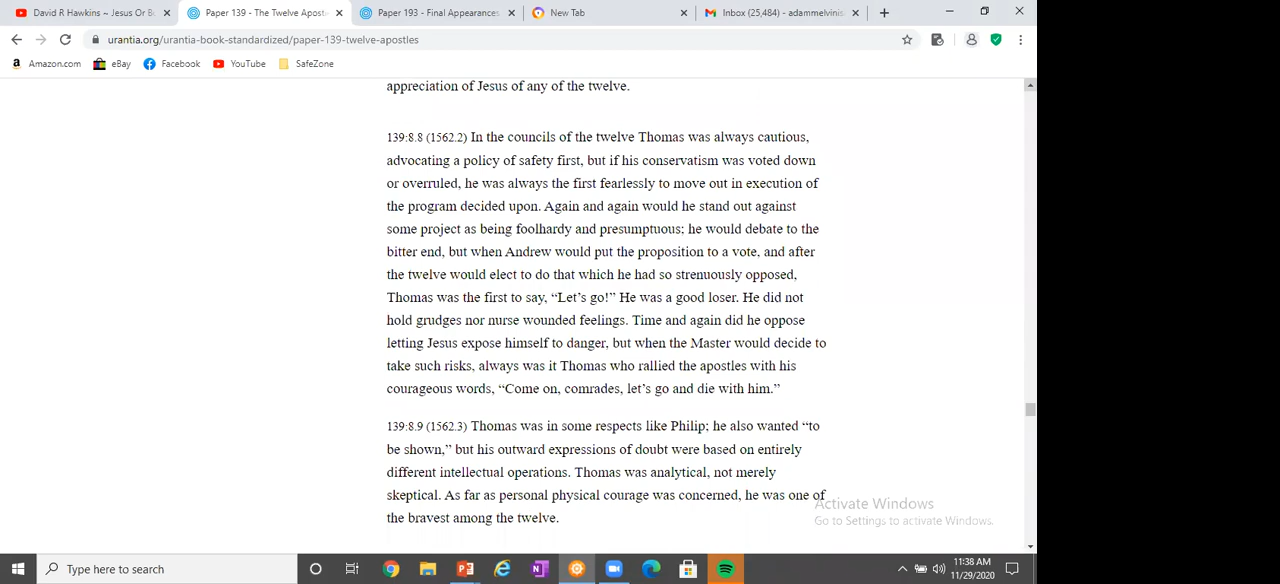 David R Hawkins ~ Jesus Or B
Paper 139 - The Twelve Apost
Paper 193 - Final Appearances
New Tab
Inbox (25,484) - adammelvinis
urantia.org/urantia-book-standardized/paper-139-twelve-apostles
Amazon.com
eBay
Facebook
YouTube
SafeZone
appreciation of Jesus of any of the twelve.
139:8.8 (1562.2) In the councils of the twelve Thomas was always cautious,
advocating a policy of safety first, but if his conservatism was voted down
or overruled, he was always the first fearlessly to move out in execution of
the program decided upon. Again and again would he stand out against
some project as being foolhardy and presumptuous; he would debate to the
bitter end, but when Andrew would put the proposition to a vote, and after
the twelve would elect to do that which he had so strenuously opposed,
Thomas was the first to say, “Let’s go!” He was a good loser. He did not
hold grudges nor nurse wounded feelings. Time and again did he oppose
letting Jesus expose himself to danger, but when the Master would decide to
take such risks, always was it Thomas who rallied the apostles with his
courageous words, “Come on, comrades, let’s go and die with him.”
139:8.9 (1562.3) Thomas was in some respects like Philip; he also wanted “to
be shown,” but his outward expressions of doubt were based on entirely
different intellectual operations. Thomas was analytical, not merely
skeptical. As far as personal physical courage was concerned, he was one of
the bravest among the twelve.
Activate Windows
Go to Settings to activate Windows.
Type here to search
11:38 AM
11/29/2020